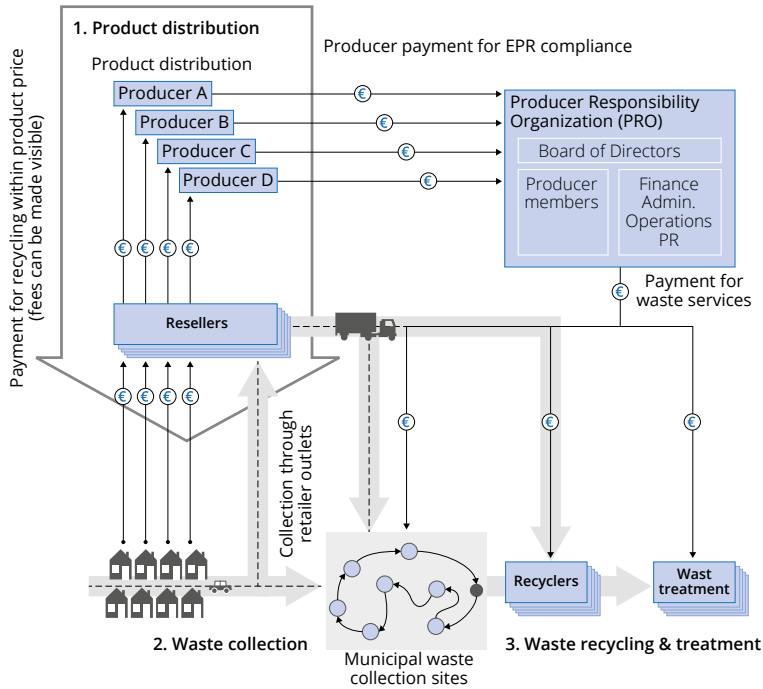 1. Product distribution
Producer payment for EPR compliance
Product distribution
Payment for recycling within product price
(fees can be made visible)
Producer A
€
Producer B
€
Producer C
€
Producer D
€
Producer Responsibility
Organization (PRO)
Board of Directors
Producer
members
Finance
Admin.
Operations
PR
€ € € €
€
Payment for
waste services
Resellers
€ € € €
€
€
€
Collection through
retailer outlets
Recyclers
Wast
treatment
2. Waste collection
3. Waste recycling & treatment
Municipal waste
collection sites